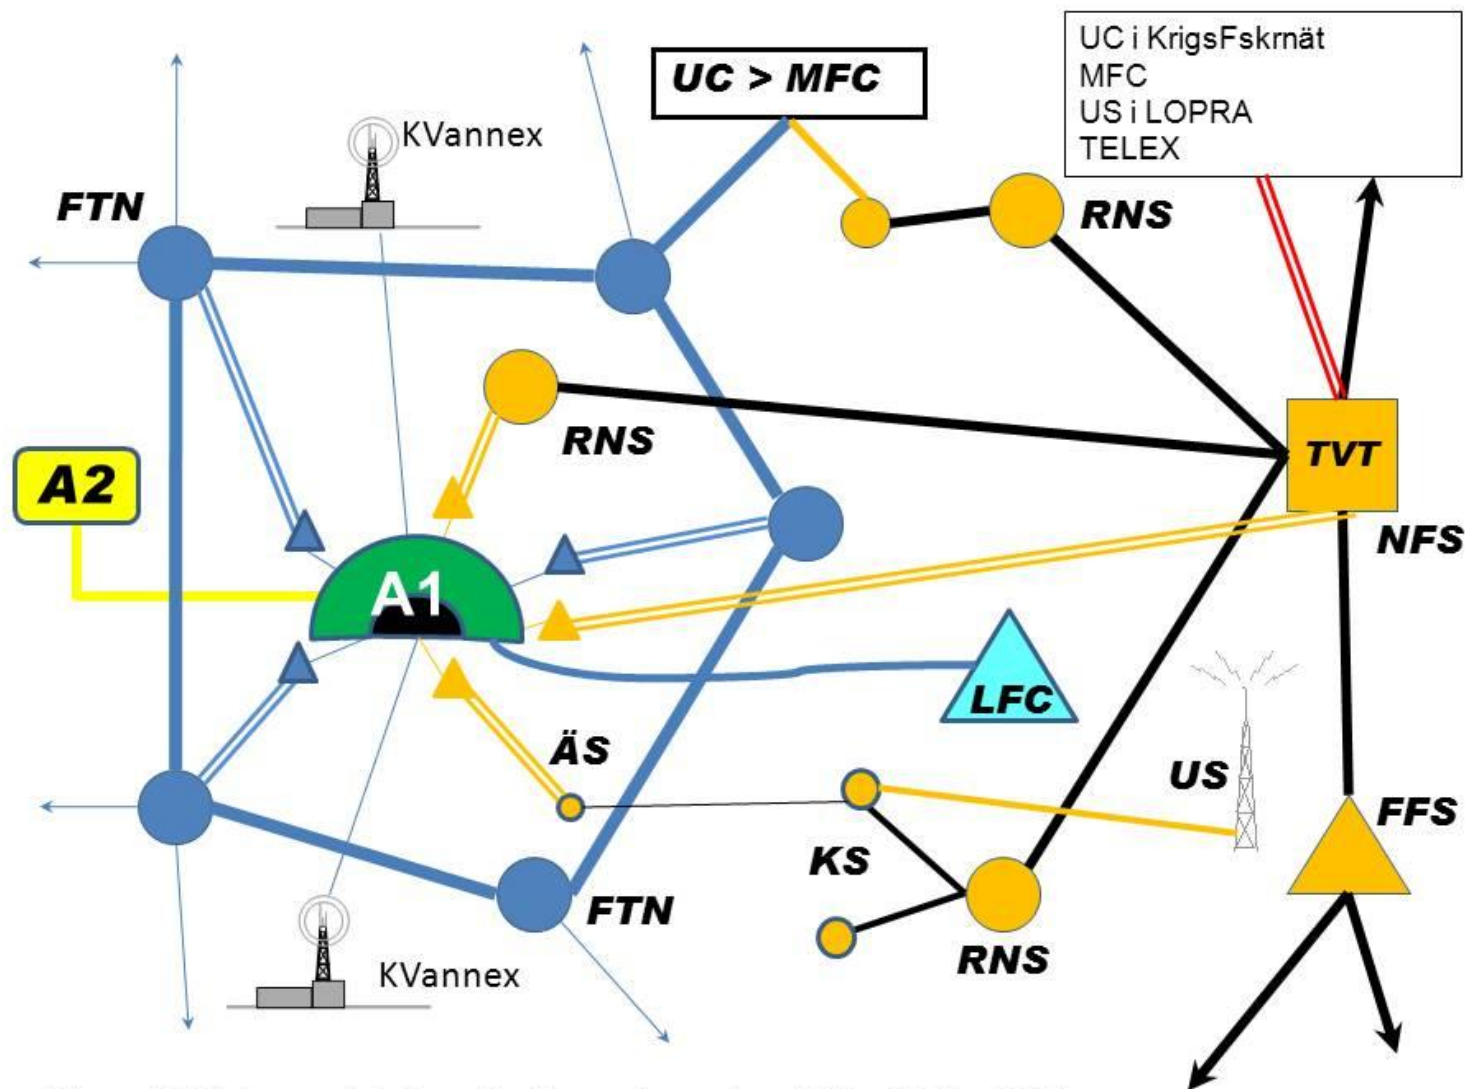 UC i KrigsFskrnät
MFC
US i LOPRA
TELEX
UC > MFC
KVannex
FTN
RNS
RNS
TVT
NFS
A2
A1
LFC
ÄS
US
FFS
KS
FTN
RNS
KVannex